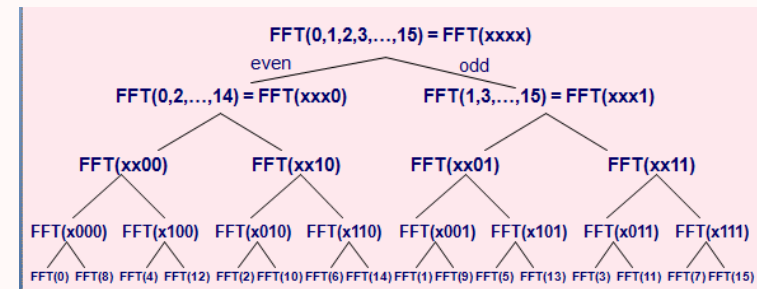 FFT(0,1,2,3,…,15) = FFT(xxxx)
even odd
FFT(0,2,…,14) = FFT(xxx0) FFT(1,3,…,15) = FFT(xxx1)
FFT(xx00) FFT(xx10) FFT(xx01) FFT(xx11)
FFT(x000) FFT(x100) FFT(x010) FFT(x110) FFT(x001) FFT(x101) FFT(x011) FFT(x111)
FFT(0) FFT(8) FFT(4) FFT(12) FFT(2) FFT(10) FFT(6) FFT(14) FFT(1) FFT(9) FFT(5) FFT(13) FFT(3) FFT(11) FFT(7) FFT(15)